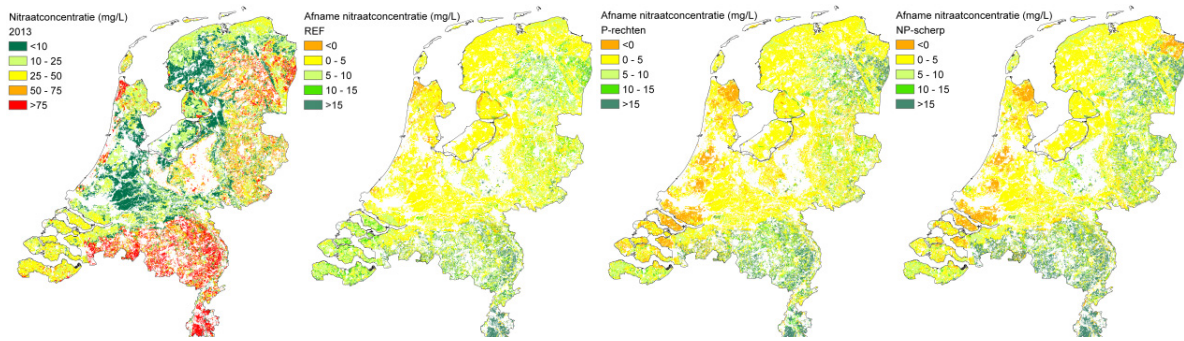 Nitraatconcentratie (mg/L)
2013
<10
10 - 25
25 - 50
50 - 75
>75
Afname nitraatconcentratie (mg/L)
REF
<0
0 - 5
5 - 10
10 - 15
>15
Afname nitraatconcentratie (mg/L)
P-rechten
<0
0 - 5
5 - 10
10 - 15
>15
Afname nitraatconcentratie (mg/L)
NP-scherp
<0
0 - 5
5 - 10
10 - 15
>15